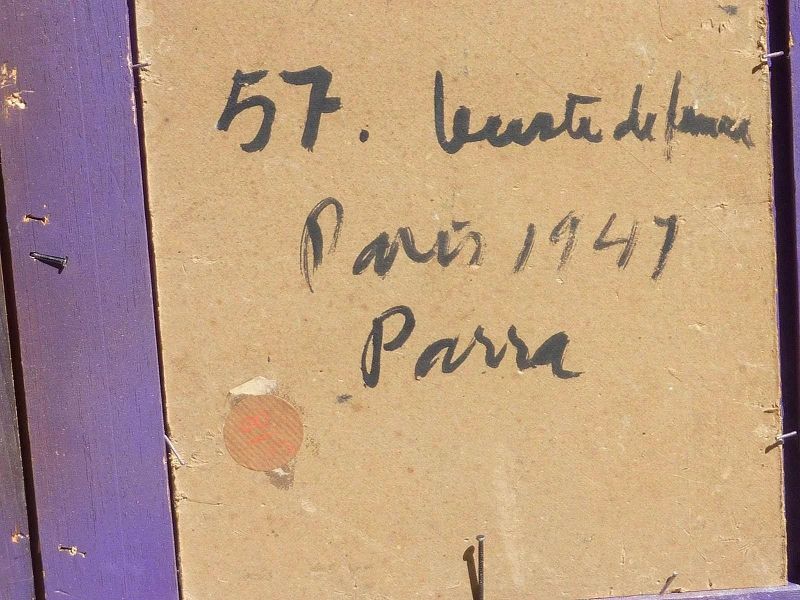 57. buste de femme
Paris 1947
Parra